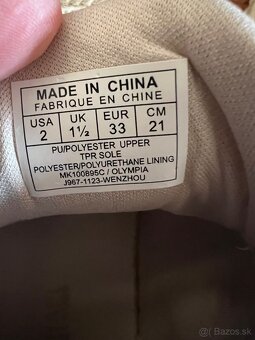 MADE IN CHINA
FABRIQUE EN CHINE
USA UK EUR CM
2 1½ 33 21
PU/POLYESTER UPPER
TPR SOLE
POLYESTER/POLYURETHANE LINING
MK100895C / OLYMPIA
J967-1123-WENZHOU
Bazos.sk